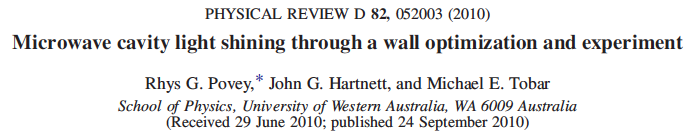 PHYSICAL REVIEW D 82, 052003 (2010)
Microwave cavity light shining through a wall optimization and experiment
Rhys G. Povey,* John G. Hartnett, and Michael E. Tobar
School of Physics, University of Western Australia, WA 6009 Australia
(Received 29 June 2010; published 24 September 2010)